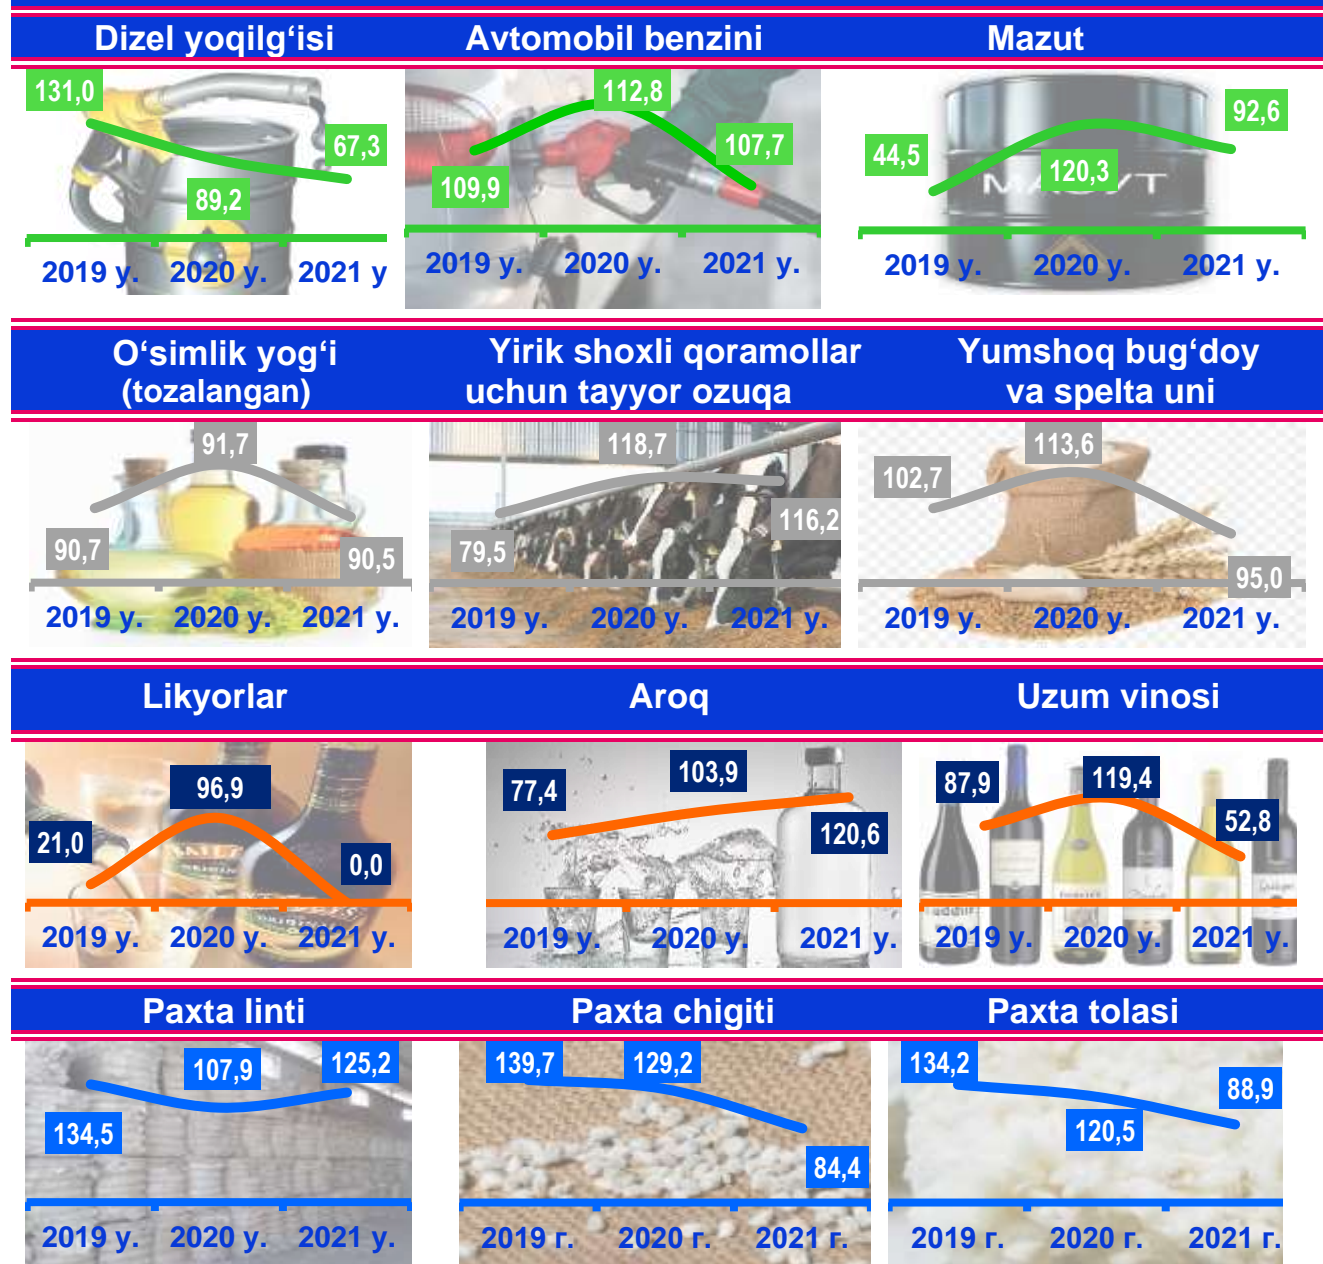 Dizel yoqilg‘isi
Avtomobil benzini
Mazut
131,0
89,2
67,3
2019 y. 2020 y. 2021 y
109,9
112,8
107,7
2019 y. 2020 y. 2021 y.
44,5
120,3
92,6
2019 y. 2020 y. 2021 y.
O‘simlik yog‘i
(tozalangan)
Yirik shoxli qoramollar
uchun tayyor ozuqa
Yumshoq bug‘doy
va spelta uni
90,7
91,7
90,5
2019 y. 2020 y. 2021 y.
79,5
118,7
116,2
2019 y. 2020 y. 2021 y.
102,7
113,6
95,0
2019 y. 2020 y. 2021 y.
Likyorlar
Aroq
Uzum vinosi
21,0
96,9
0,0
2019 y. 2020 y. 2021 y.
77,4
103,9
120,6
2019 y. 2020 y. 2021 y.
87,9
119,4
52,8
2019 y. 2020 y. 2021 y.
Paxta linti
Paxta chigiti
Paxta tolasi
134,5
107,9
125,2
2019 y. 2020 y. 2021 y.
139,7
129,2
84,4
2019 г. 2020 г. 2021 г.
134,2
120,5
88,9
2019 г. 2020 г. 2021 г.